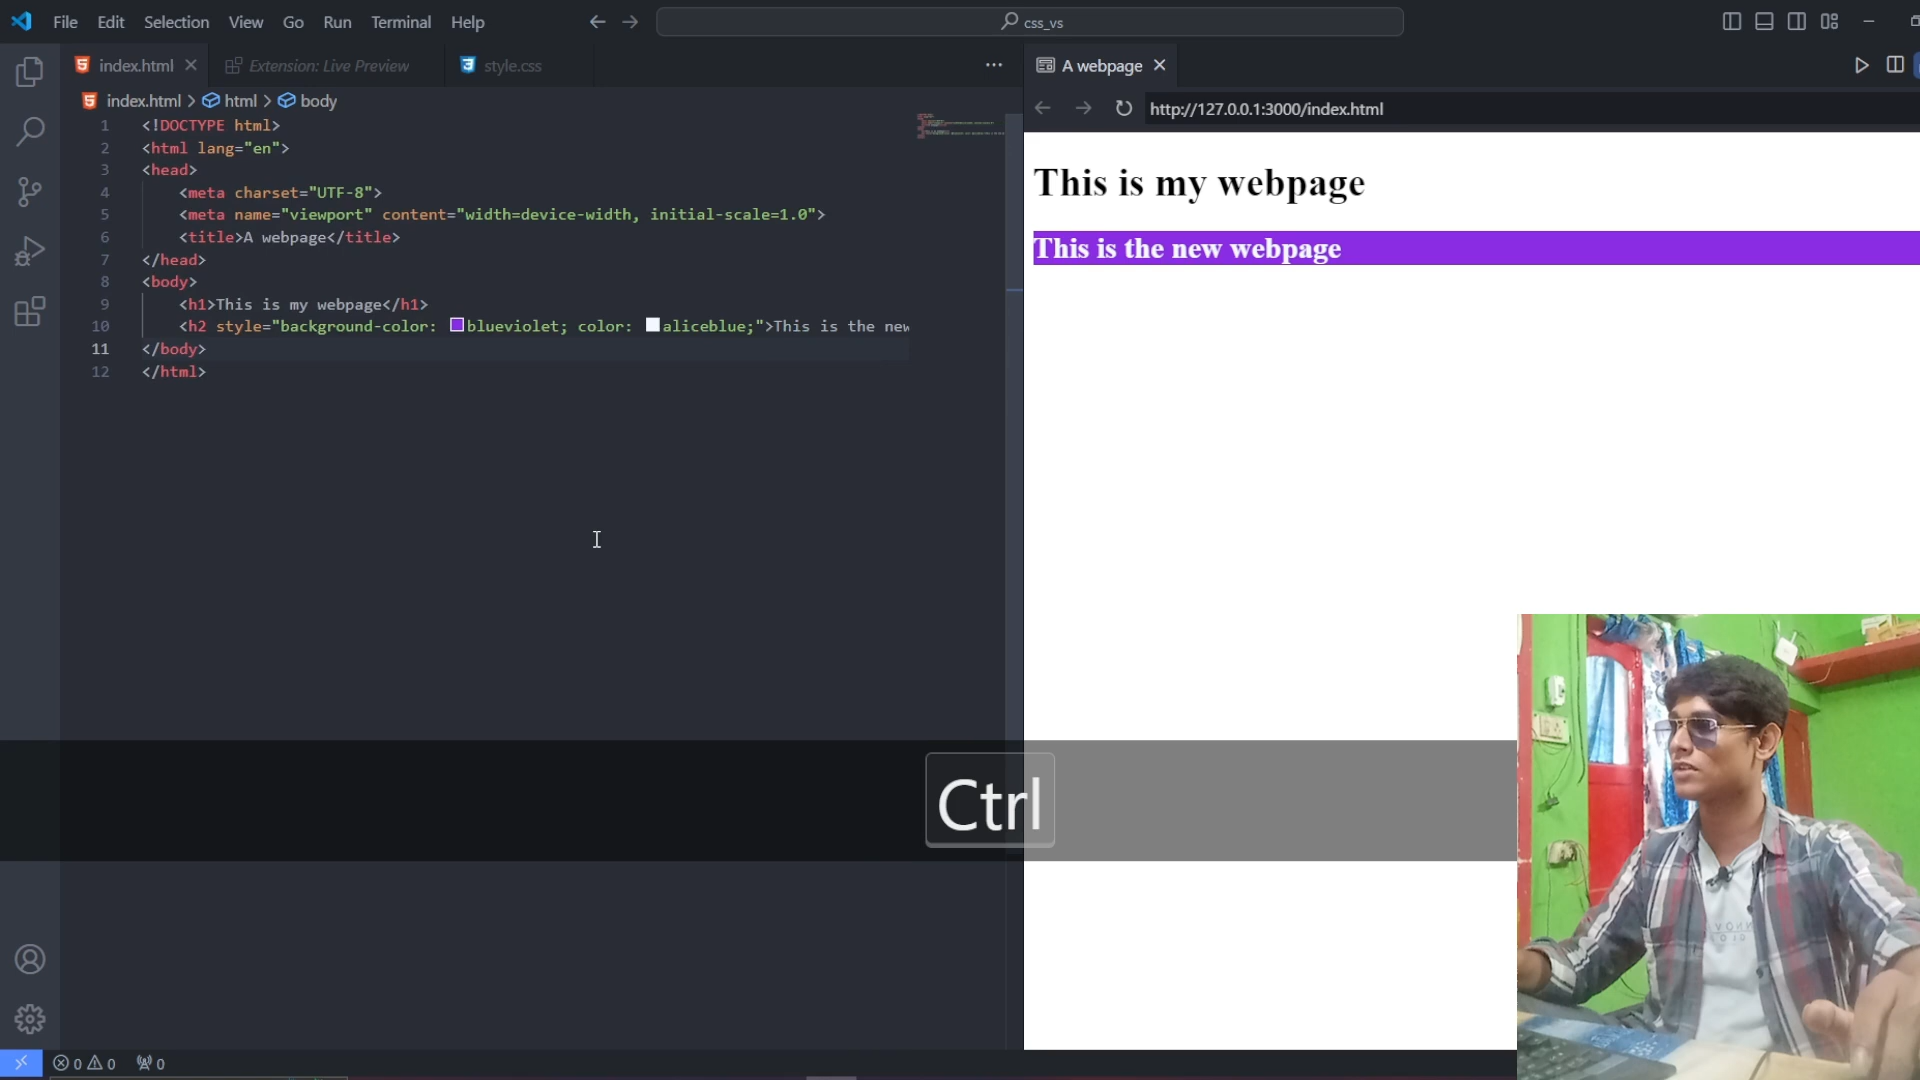 File Edit Selection View Go Run Terminal Help
css_vs
index.html
Extension: Live Preview
style.css
A webpage
index.html > html > body
http://127.0.0.1:3000/index.html
1 <!DOCTYPE html>
2 <html lang="en">
3 <head>
4 <meta charset="UTF-8">
5 <meta name="viewport" content="width=device-width, initial-scale=1.0">
6 <title>A webpage</title>
7 </head>
8 <body>
9 <h1>This is my webpage</h1>
10 <h2 style="background-color: blueviolet; color: aliceblue;">This is the new
11 </body>
12 </html>
This is my webpage
This is the new webpage
Ctrl
0 0 0